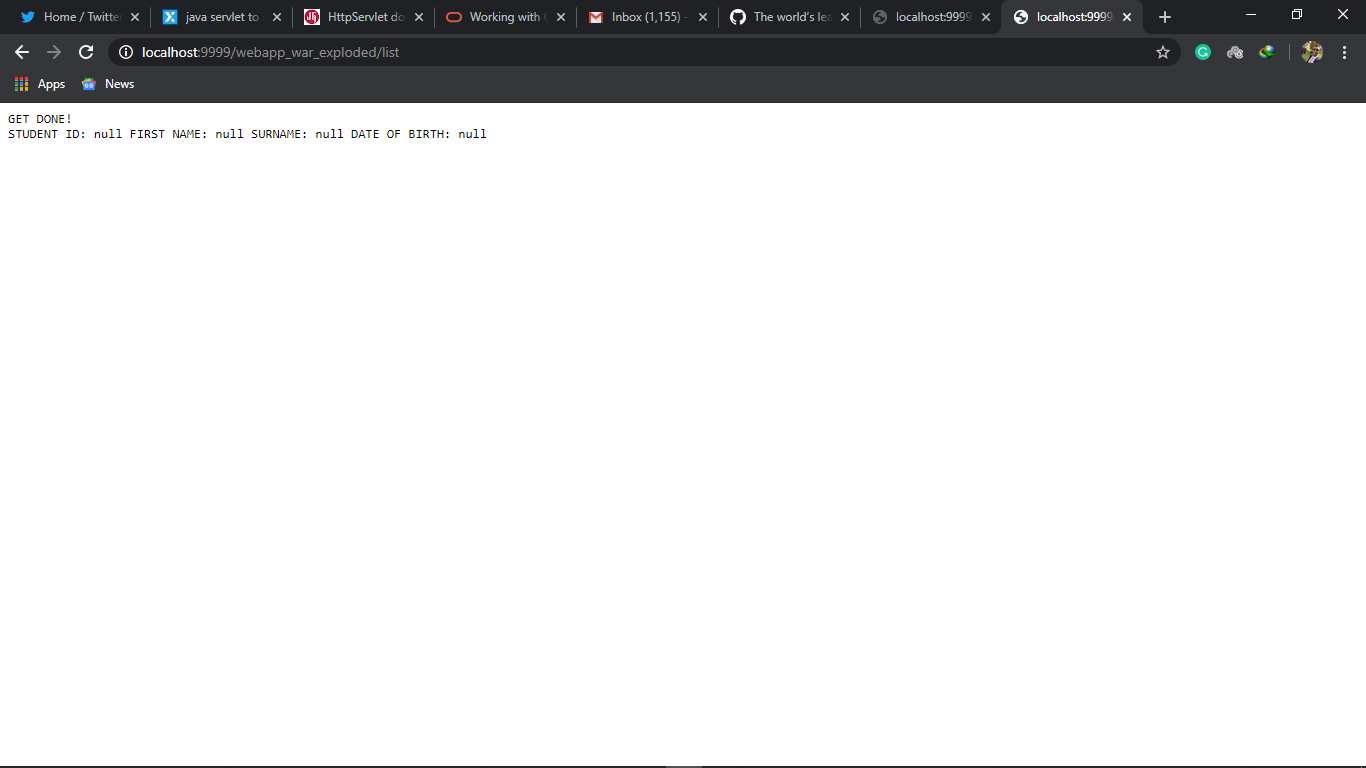 Home / Twitter
java servlet to
HttpServlet do
Working with
Inbox (1,155) -
The world's lea
localhost:9999
localhost:9999
localhost:9999/webapp_war_exploded/list
Apps
News
GET DONE!
STUDENT ID: null FIRST NAME: null SURNAME: null DATE OF BIRTH: null